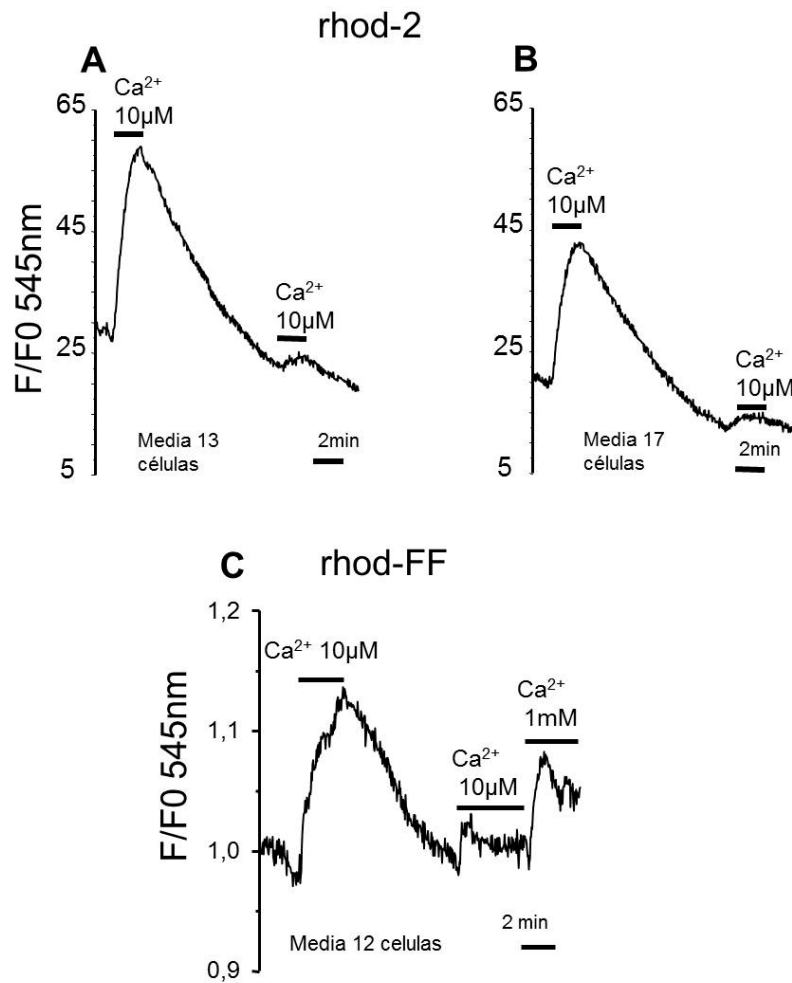 rhod-2
A
Ca²⁺
10µM
65
45
25
5
F/F0 545nm
Ca²⁺
10µM
Media 13
células
2min
B
65
45
25
5
Ca²⁺
10µM
Ca²⁺
10µM
Media 17
células
2min
C
rhod-FF
1,2
1,1
1,0
0,9
F/F0 545nm
Ca²⁺ 10µM
Ca²⁺
10µM
Ca²⁺
1mM
Media 12 celulas
2 min